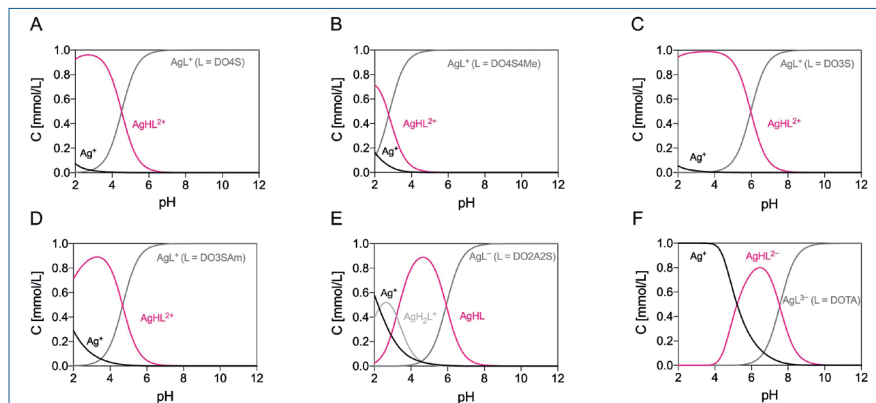 A
C [mmol/L]
1.0
0.8
0.6
0.4
0.2
0.0
AgL⁺ (L = DO4S)
AgHL²⁺
Ag⁺
2 4 6 8 10 12
pH
B
C [mmol/L]
1.0
0.8
0.6
0.4
0.2
0.0
AgL⁺ (L = DO4S4Me)
AgHL²⁺
Ag⁺
2 4 6 8 10 12
pH
C
C [mmol/L]
1.0
0.8
0.6
0.4
0.2
0.0
AgL⁺ (L = DO3S)
AgHL²⁺
Ag⁺
2 4 6 8 10 12
pH
D
C [mmol/L]
1.0
0.8
0.6
0.4
0.2
0.0
AgL⁺ (L = DO3SAm)
AgHL²⁺
Ag⁺
2 4 6 8 10 12
pH
E
C [mmol/L]
1.0
0.8
0.6
0.4
0.2
0.0
AgL⁻ (L = DO2A2S)
Ag⁺
AgH₂L⁺
AgHL
2 4 6 8 10 12
pH
F
C [mmol/L]
1.0
0.8
0.6
0.4
0.2
0.0
Ag⁺
AgHL²⁻
AgL³⁻ (L = DOTA)
2 4 6 8 10 12
pH